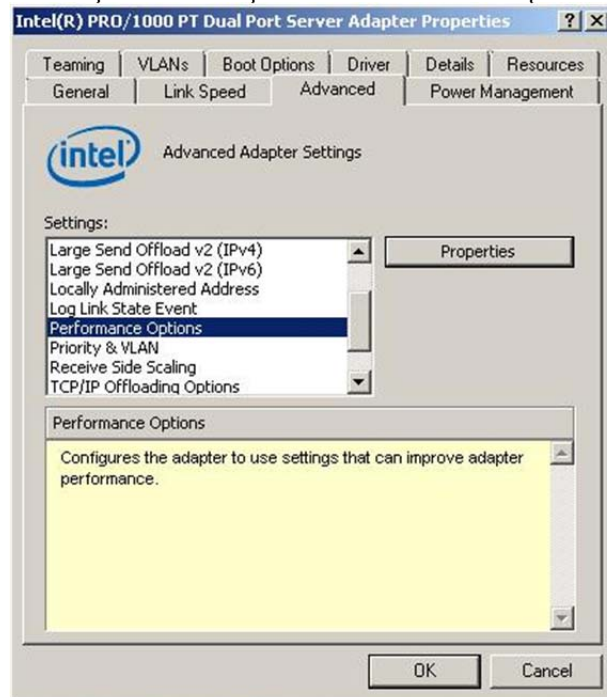 Intel(R) PRO/1000 PT Dual Port Server Adapter Properties
Teaming VLANs Boot Options Driver Details Resources
General Link Speed Advanced Power Management
intel Advanced Adapter Settings
Settings:
Large Send Offload v2 (IPv4)
Properties
Large Send Offload v2 (IPv6)
Locally Administered Address
Log Link State Event
Performance Options
Priority & VLAN
Receive Side Scaling
TCP/IP Offloading Options
Performance Options
Configures the adapter to use settings that can improve adapter
performance.
OK Cancel